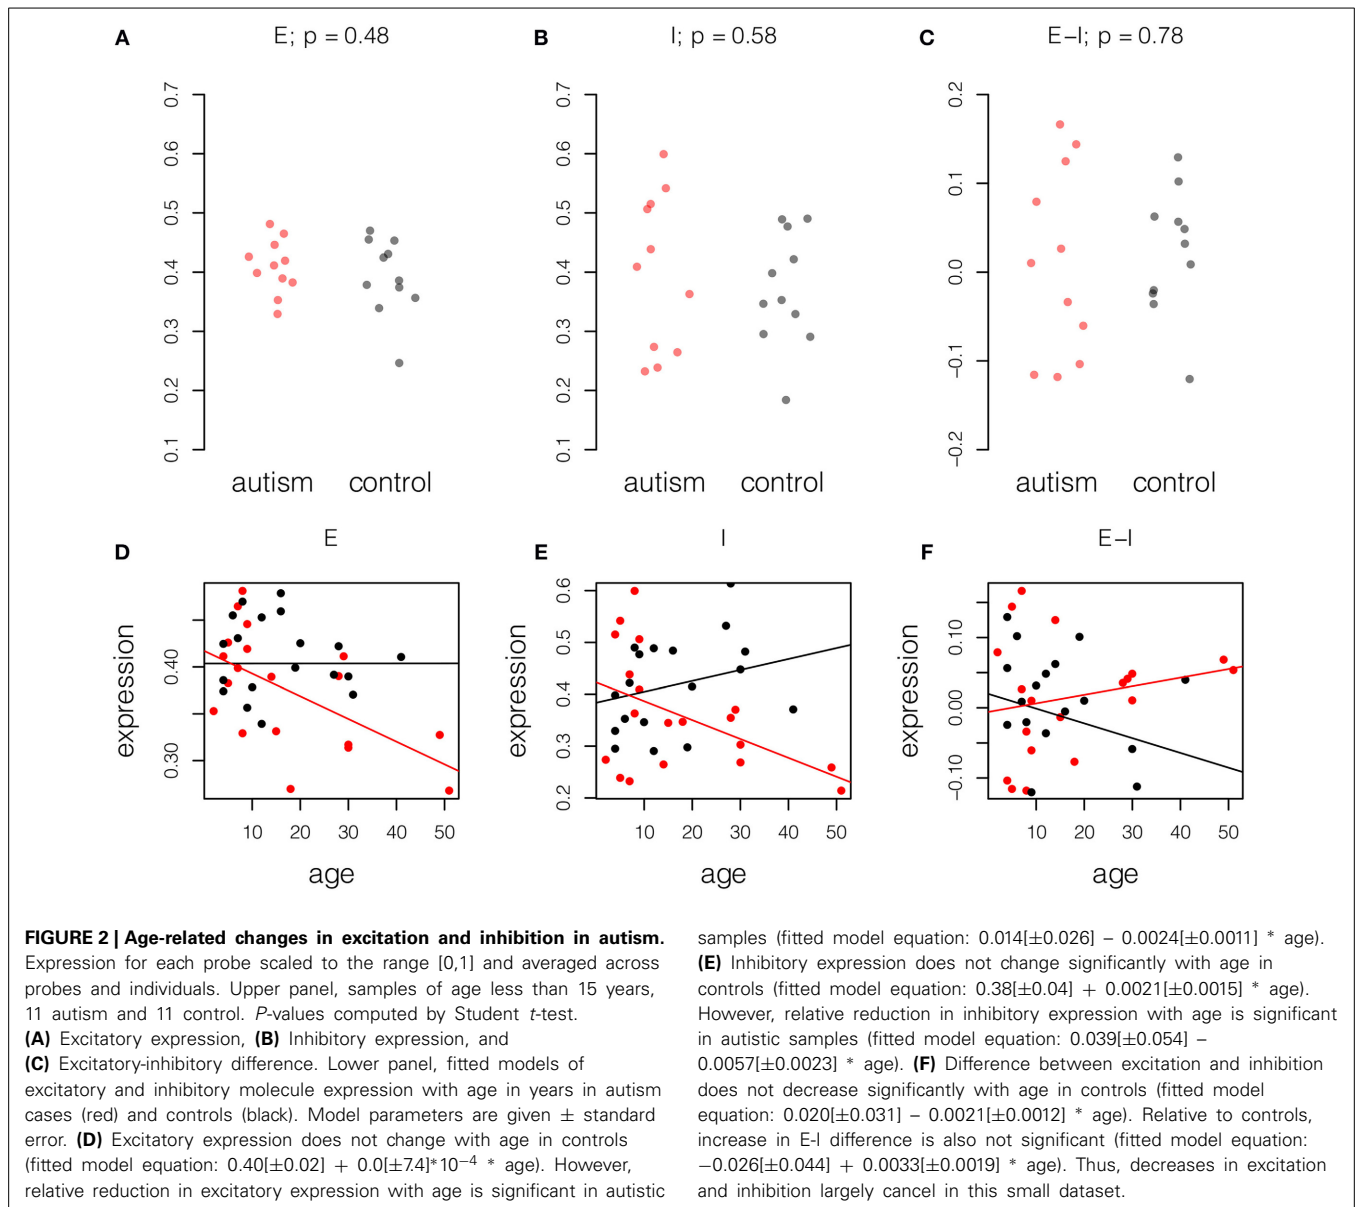 A E; p = 0.48
B I; p = 0.58
C E–I; p = 0.78
0.7
0.6
0.5
0.4
0.3
0.2
0.1
autism control
0.7
0.6
0.5
0.4
0.3
0.2
0.1
autism control
0.2
0.1
0.0
−0.1
−0.2
autism control
D E
E I
F E–I
expression
0.40
0.30
10 20 30 40 50
age
expression
0.6
0.5
0.4
0.3
0.2
10 20 30 40 50
age
expression
0.10
0.00
−0.10
10 20 30 40 50
age
FIGURE 2 | Age-related changes in excitation and inhibition in autism.
Expression for each probe scaled to the range [0,1] and averaged across
probes and individuals. Upper panel, samples of age less than 15 years,
11 autism and 11 control. P-values computed by Student t-test.
(A) Excitatory expression, (B) Inhibitory expression, and
(C) Excitatory-inhibitory difference. Lower panel, fitted models of
excitatory and inhibitory molecule expression with age in years in autism
cases (red) and controls (black). Model parameters are given ± standard
error. (D) Excitatory expression does not change with age in controls
(fitted model equation: 0.40[±0.02] + 0.0[±7.4]*10−4 * age). However,
relative reduction in excitatory expression with age is significant in autistic
samples (fitted model equation: 0.014[±0.026] – 0.0024[±0.0011] * age).
(E) Inhibitory expression does not change significantly with age in
controls (fitted model equation: 0.38[±0.04] + 0.0021[±0.0015] * age).
However, relative reduction in inhibitory expression with age is significant
in autistic samples (fitted model equation: 0.039[±0.054] –
0.0057[±0.0023] * age). (F) Difference between excitation and inhibition
does not decrease significantly with age in controls (fitted model
equation: 0.020[±0.031] – 0.0021[±0.0012] * age). Relative to controls,
increase in E-I difference is also not significant (fitted model equation:
−0.026[±0.044] + 0.0033[±0.0019] * age). Thus, decreases in excitation
and inhibition largely cancel in this small dataset.